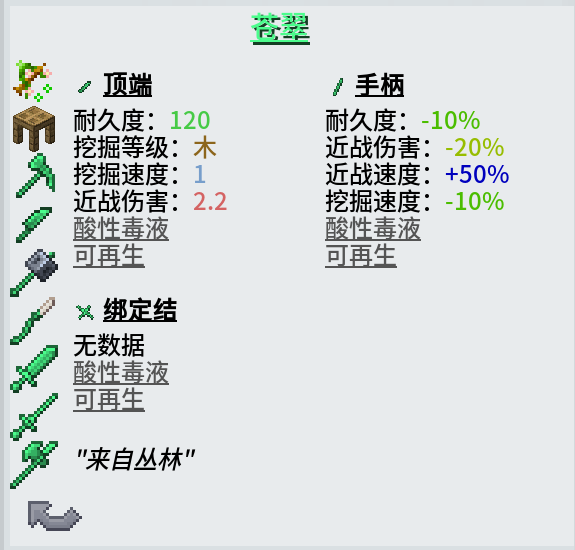 苍翠
顶端
耐久度：120
挖掘等级：木
挖掘速度：1
近战伤害：2.2
酸性毒液
可再生
手柄
耐久度：-10%
近战伤害：-20%
近战速度：+50%
挖掘速度：-10%
酸性毒液
可再生
绑定结
无数据
酸性毒液
可再生
"来自丛林"